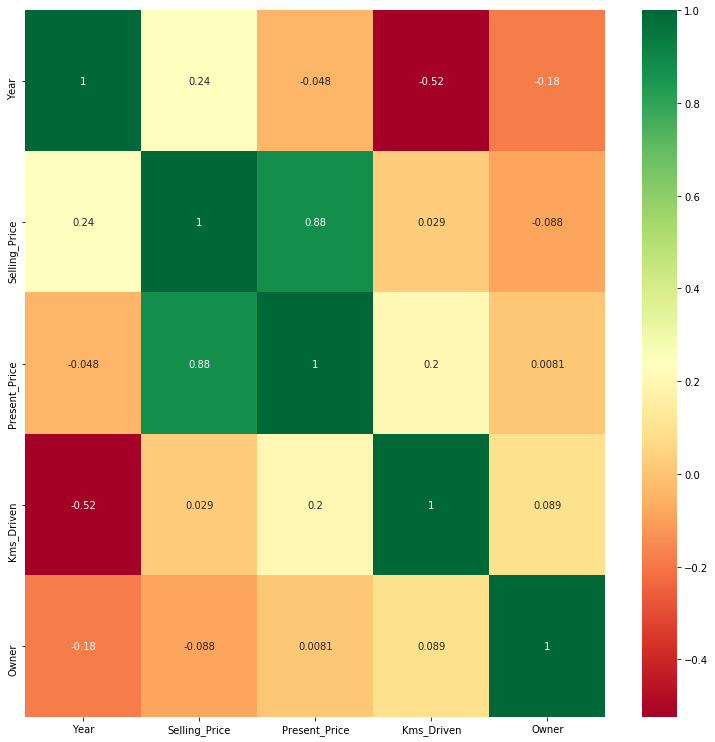 Year 1 0.24 -0.048 -0.52 -0.18
Selling_Price 0.24 1 0.88 0.029 -0.088
Present_Price -0.048 0.88 1 0.2 0.0081
Kms_Driven -0.52 0.029 0.2 1 0.089
Owner -0.18 -0.088 0.0081 0.089 1
Year Selling_Price Present_Price Kms_Driven Owner
1.0
0.8
0.6
0.4
0.2
0.0
−0.2
−0.4